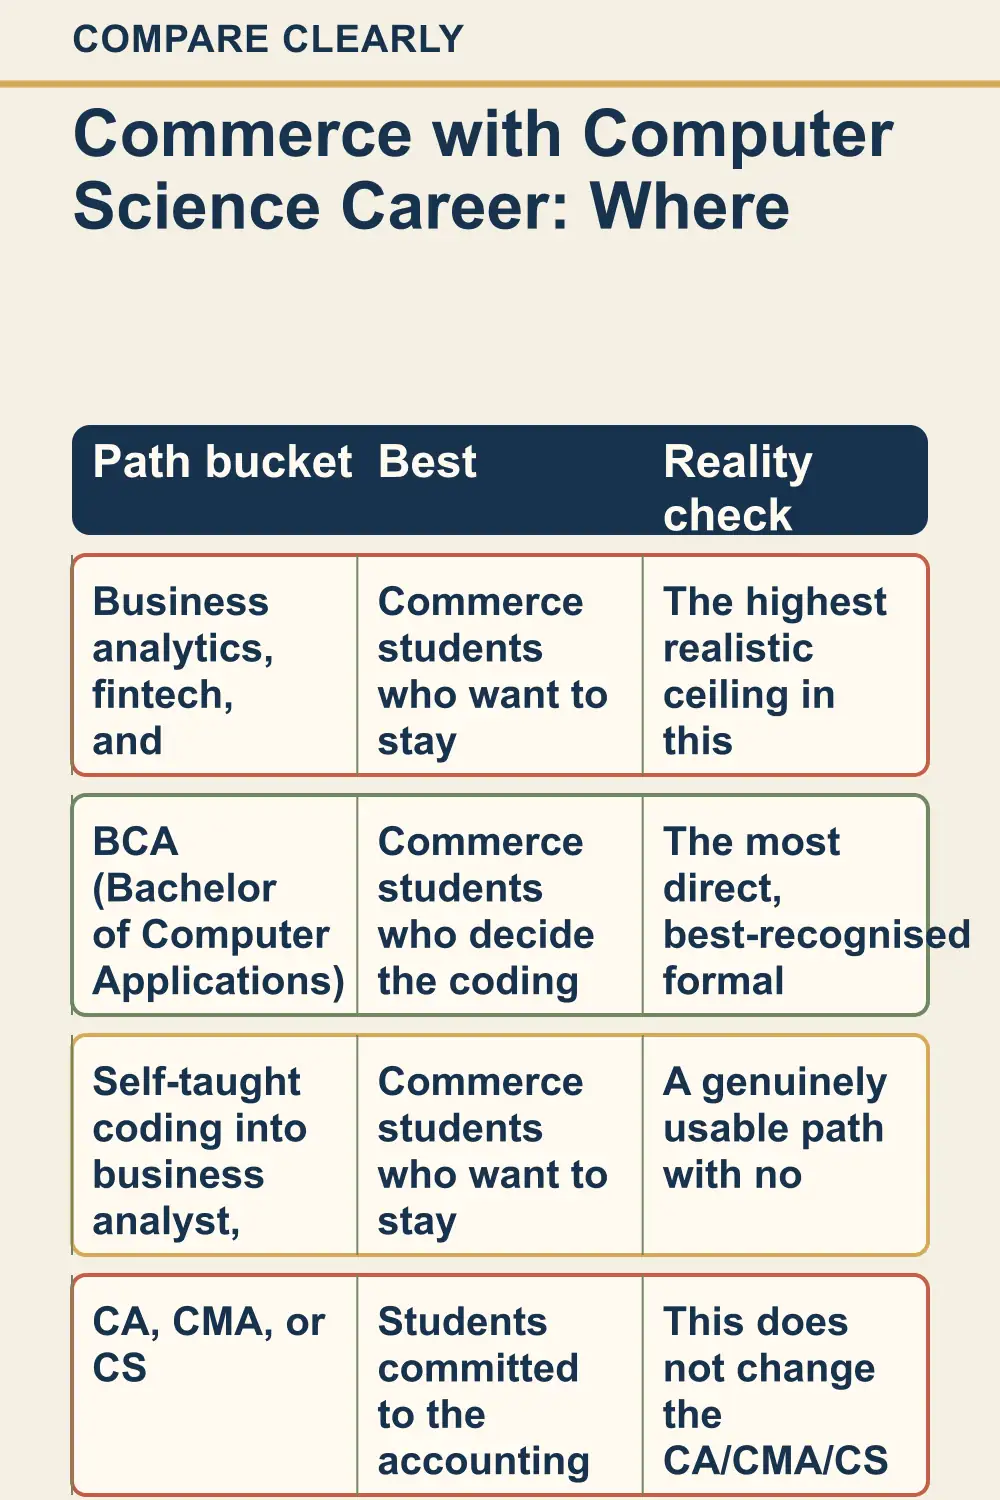 COMPARE CLEARLY
Commerce with Computer
Science Career: Where
Path bucket
Best
Reality
check
Business
analytics,
fintech,
and
Commerce
students
who want to
stay
The highest
realistic
ceiling in
this
BCA
(Bachelor
of Computer
Applications)
Commerce
students
who decide
the coding
The most
direct,
best-recognised
formal
Self-taught
coding into
business
analyst,
Commerce
students
who want to
stay
A genuinely
usable path
with no
CA, CMA, or
CS
Students
committed
to the
accounting
This does
not change
the
CA/CMA/CS